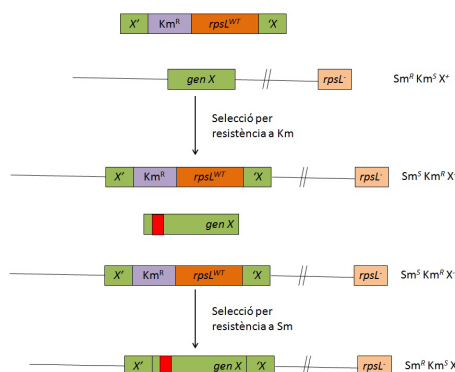 X' KmR rpsLWT 'X
gen X rpsL- SmR KmS X+
Selecció per
resistència a Km
X' KmR rpsLWT 'X rpsL- SmS KmR X-
gen X
X' KmR rpsLWT 'X rpsL- SmS KmR X-
Selecció per
resistència a Sm
X' gen X 'X rpsL- SmR KmS X